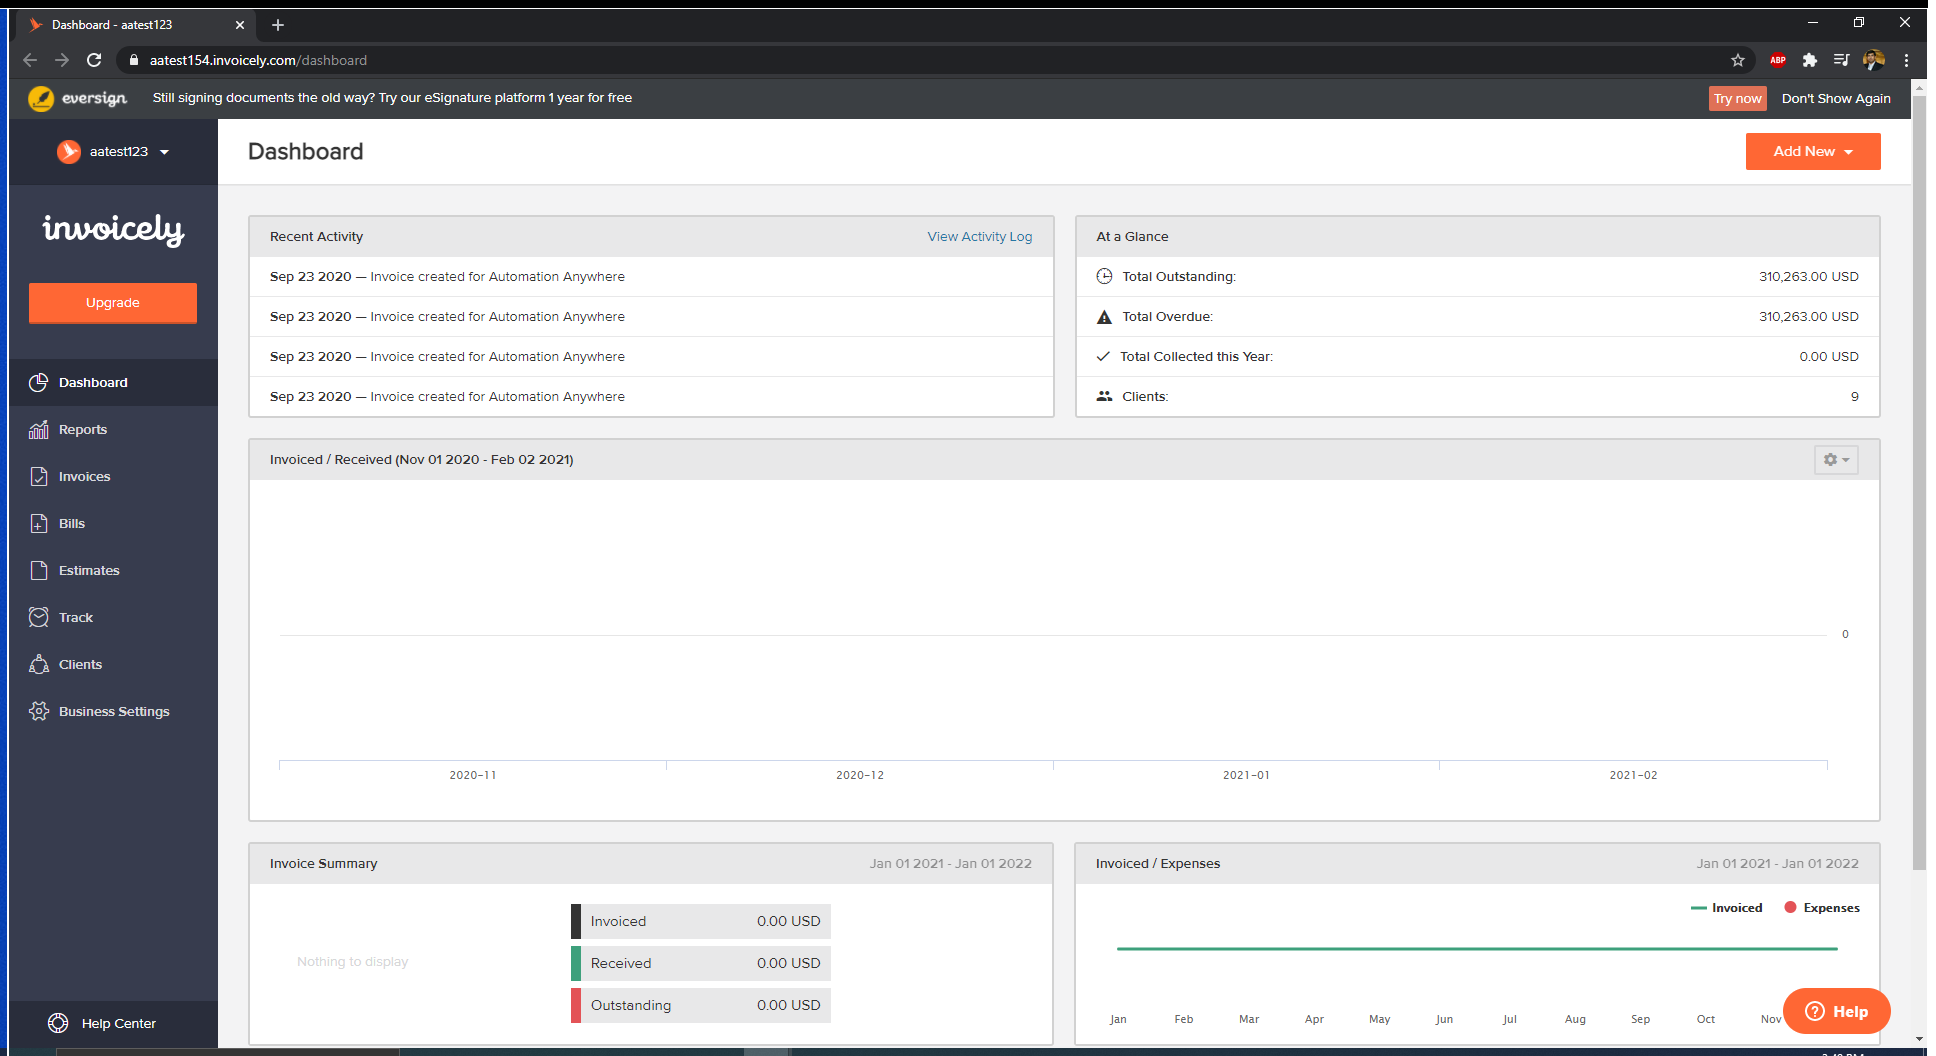 Dashboard - aatest123
aatest154.invoicely.com/dashboard
ABP
eversign
Still signing documents the old way? Try our eSignature platform 1 year for free
Try now
Don't Show Again
aatest123
Dashboard
Add New
invoicely
Upgrade
Dashboard
Reports
Invoices
Bills
Estimates
Track
Clients
Business Settings
Help Center
Recent Activity
View Activity Log
Sep 23 2020 — Invoice created for Automation Anywhere
Sep 23 2020 — Invoice created for Automation Anywhere
Sep 23 2020 — Invoice created for Automation Anywhere
Sep 23 2020 — Invoice created for Automation Anywhere
At a Glance
Total Outstanding: 310,263.00 USD
Total Overdue: 310,263.00 USD
Total Collected this Year: 0.00 USD
Clients: 9
Invoiced / Received (Nov 01 2020 - Feb 02 2021)
0
2020-11 2020-12 2021-01 2021-02
Invoice Summary
Jan 01 2021 - Jan 01 2022
Nothing to display
Invoiced 0.00 USD
Received 0.00 USD
Outstanding 0.00 USD
Invoiced / Expenses
Jan 01 2021 - Jan 01 2022
Invoiced Expenses
Jan Feb Mar Apr May Jun Jul Aug Sep Oct Nov
Help